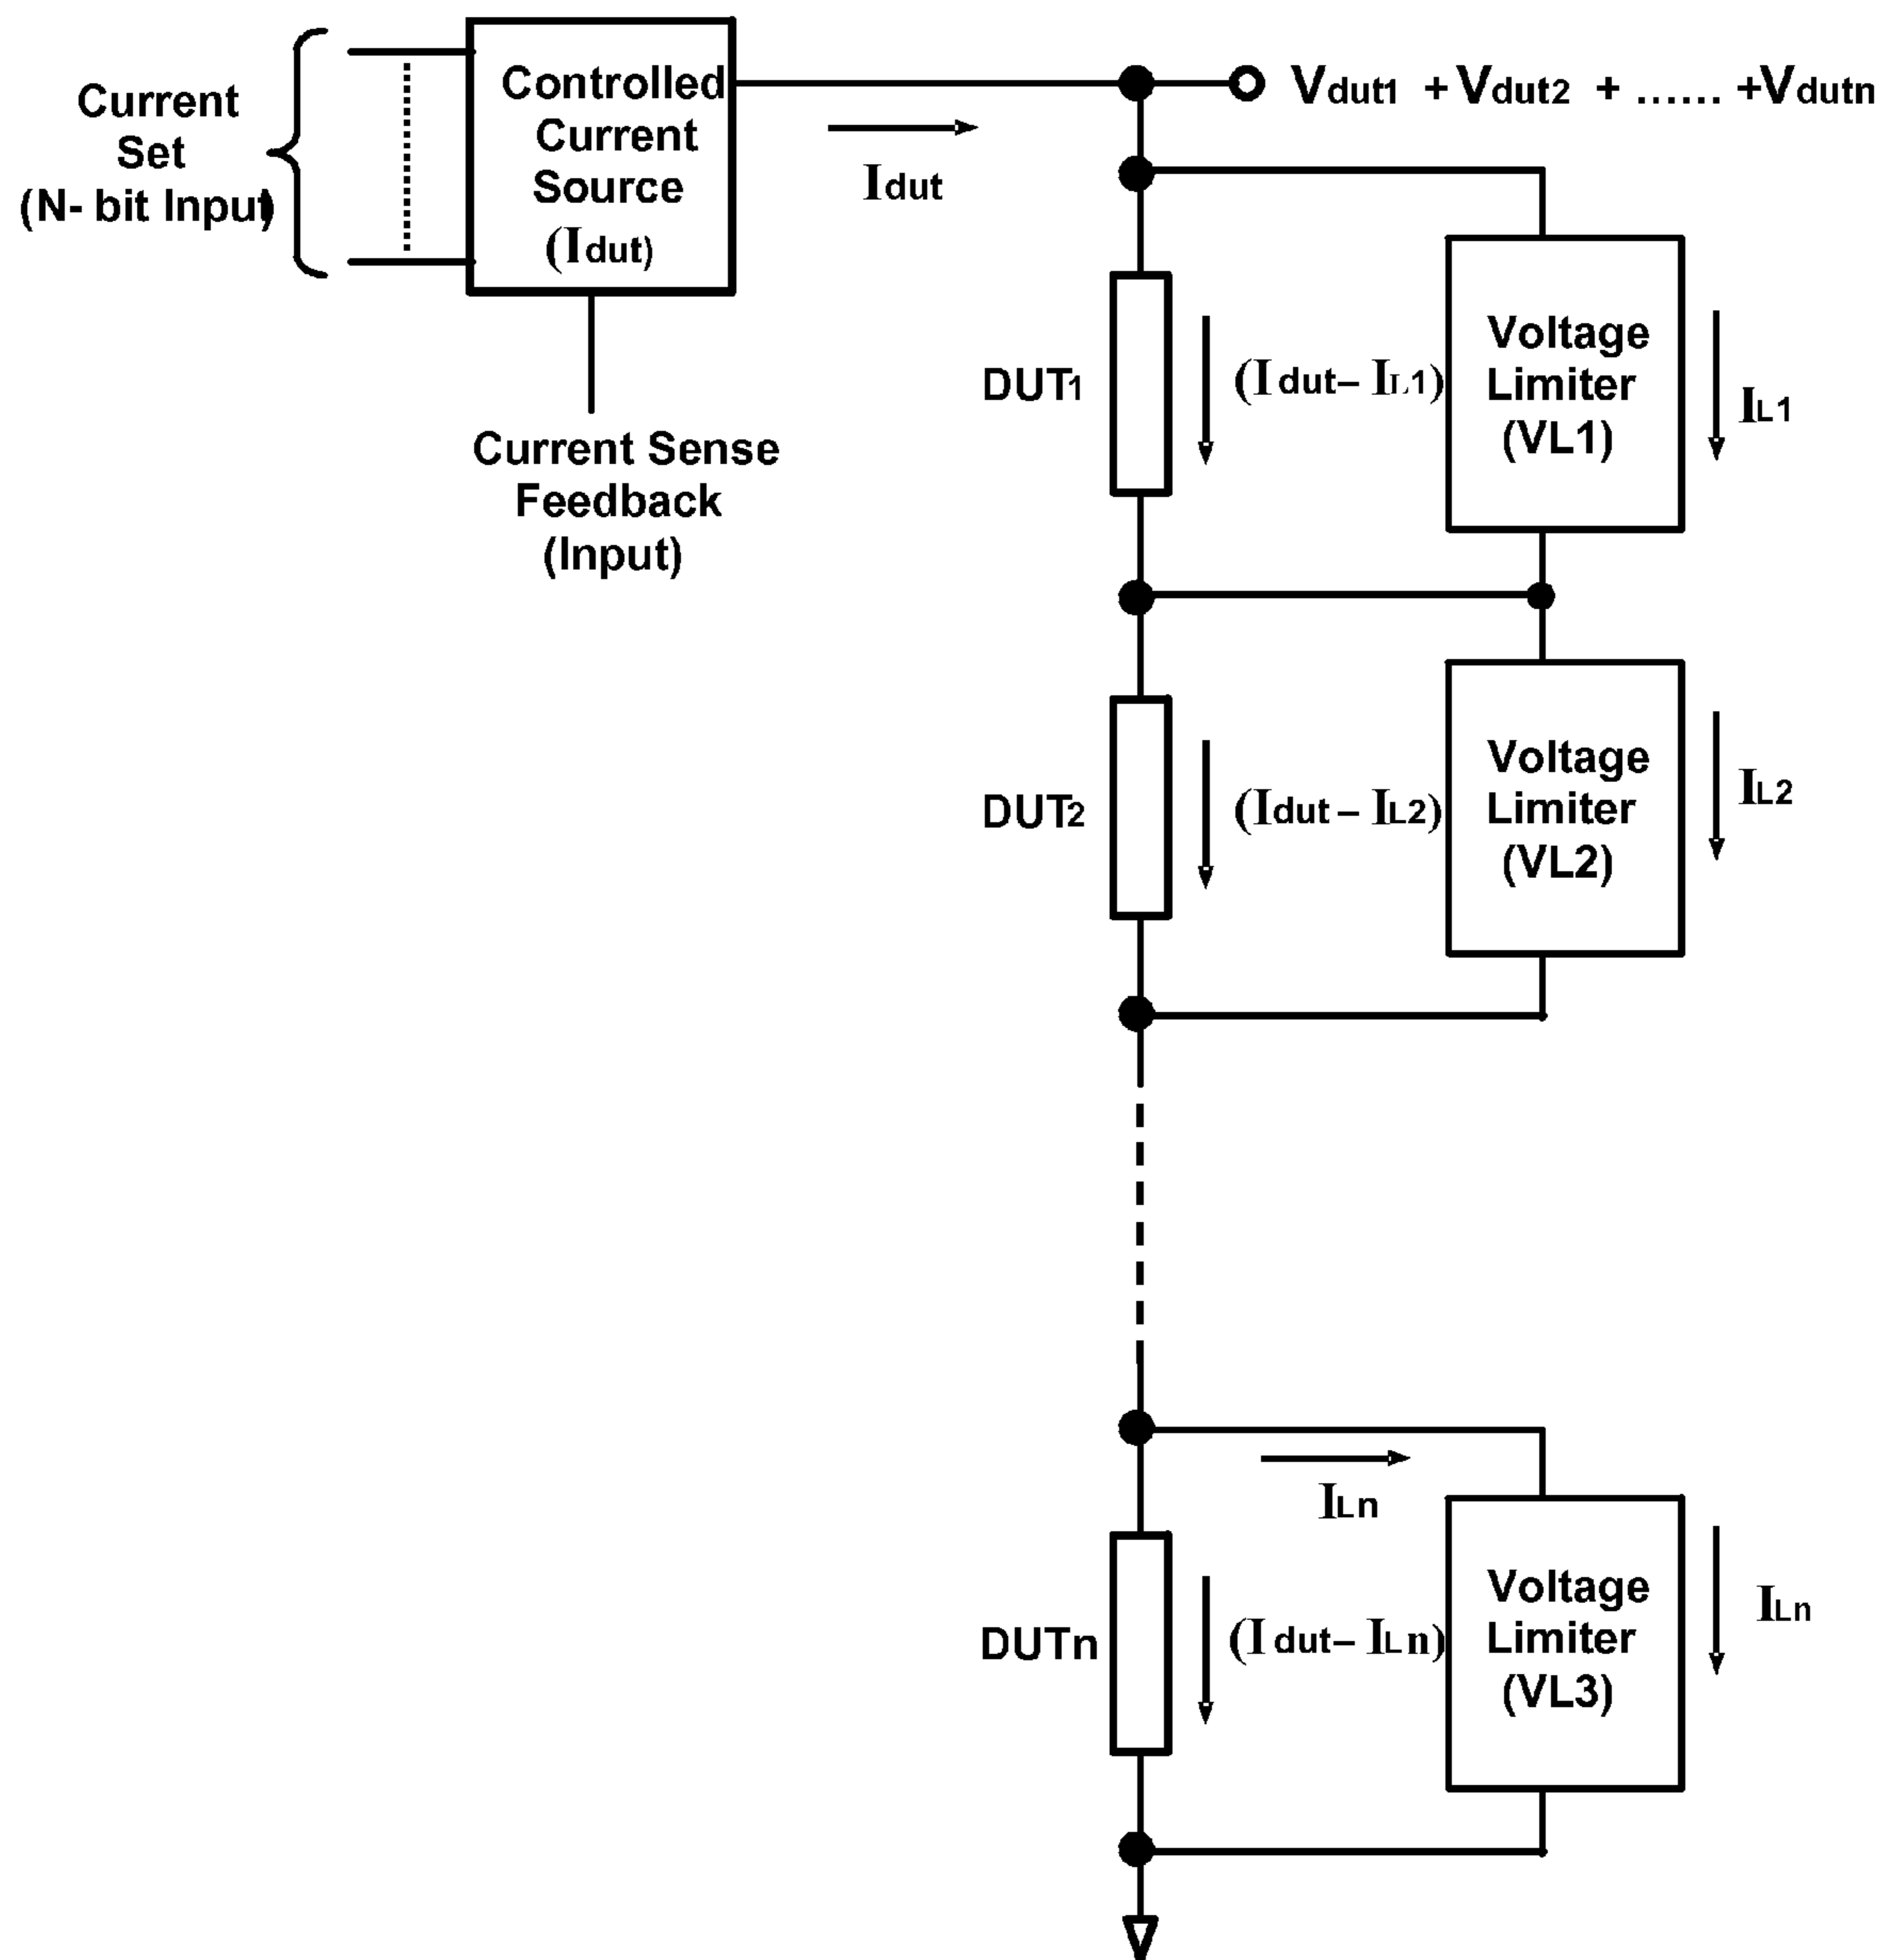 Current
Set
(N- bit Input)
Controlled
Current
Source
(Idut)
Current Sense
Feedback
(Input)
Idut
Vdut1 + Vdut2 + ...... +Vdutn
DUT1
(Idut– IL1)
Voltage
Limiter
(VL1)
IL1
DUT2
(Idut – IL2)
Voltage
Limiter
(VL2)
IL2
ILn
DUTn
(Idut– ILn)
Voltage
Limiter
(VL3)
ILn